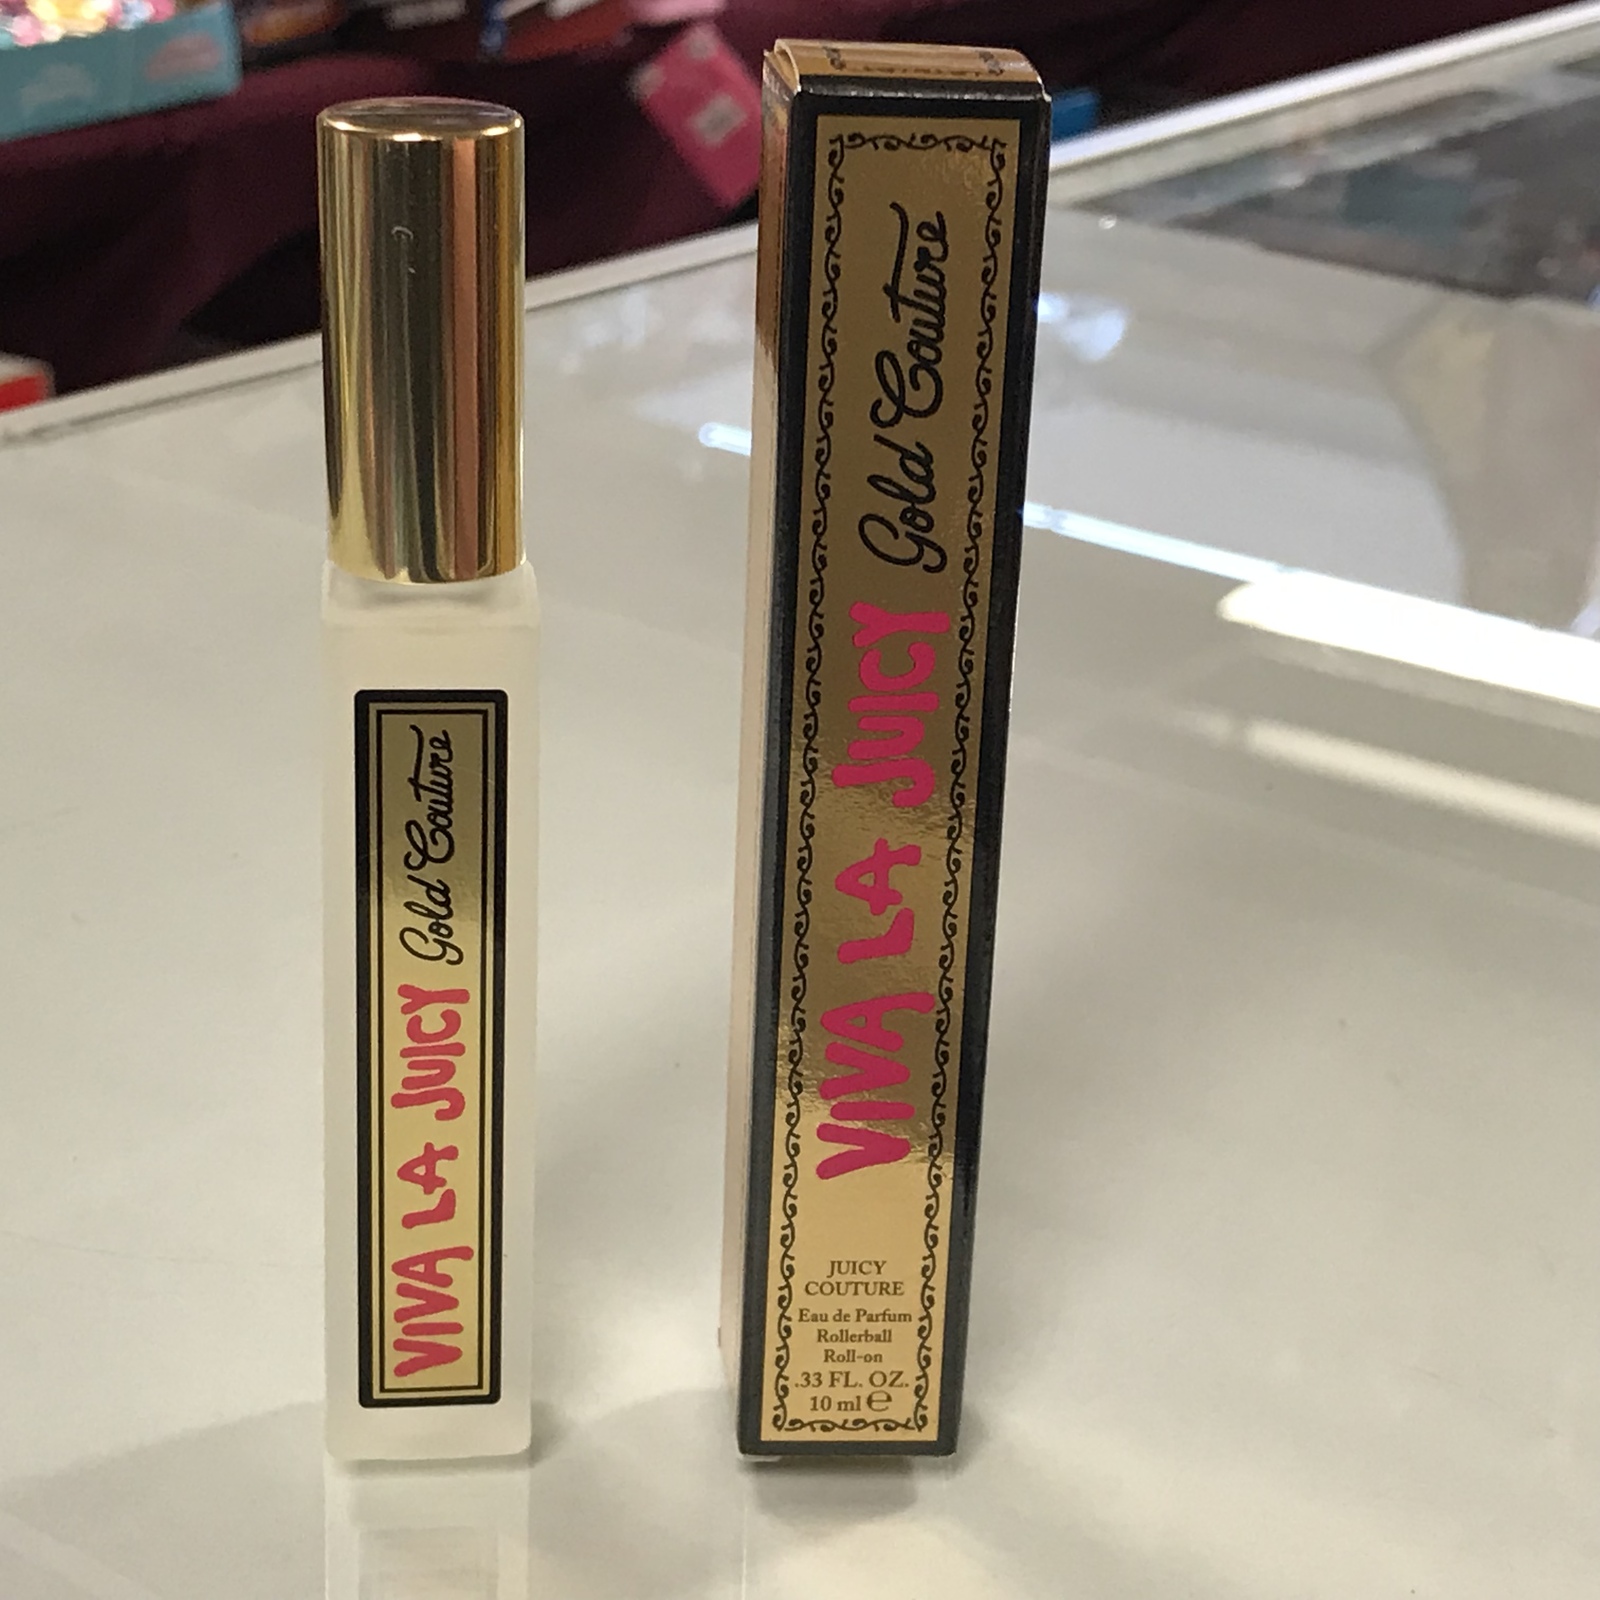 VIVA LA JUICY Gold Couture
VIVA LA JUICY Gold Couture
JUICY
COUTURE
Eau de Parfum
Rollerball
Roll-on
.33 FL. OZ.
10 ml ℮